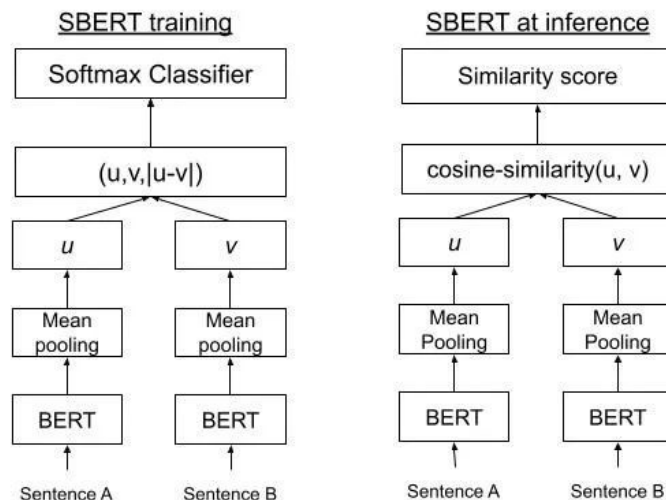 SBERT training
Softmax Classifier
(u,v,|u-v|)
u
v
Mean
pooling
Mean
pooling
BERT
BERT
Sentence A
Sentence B
SBERT at inference
Similarity score
cosine-similarity(u, v)
u
v
Mean
Pooling
Mean
Pooling
BERT
BERT
Sentence A
Sentence B